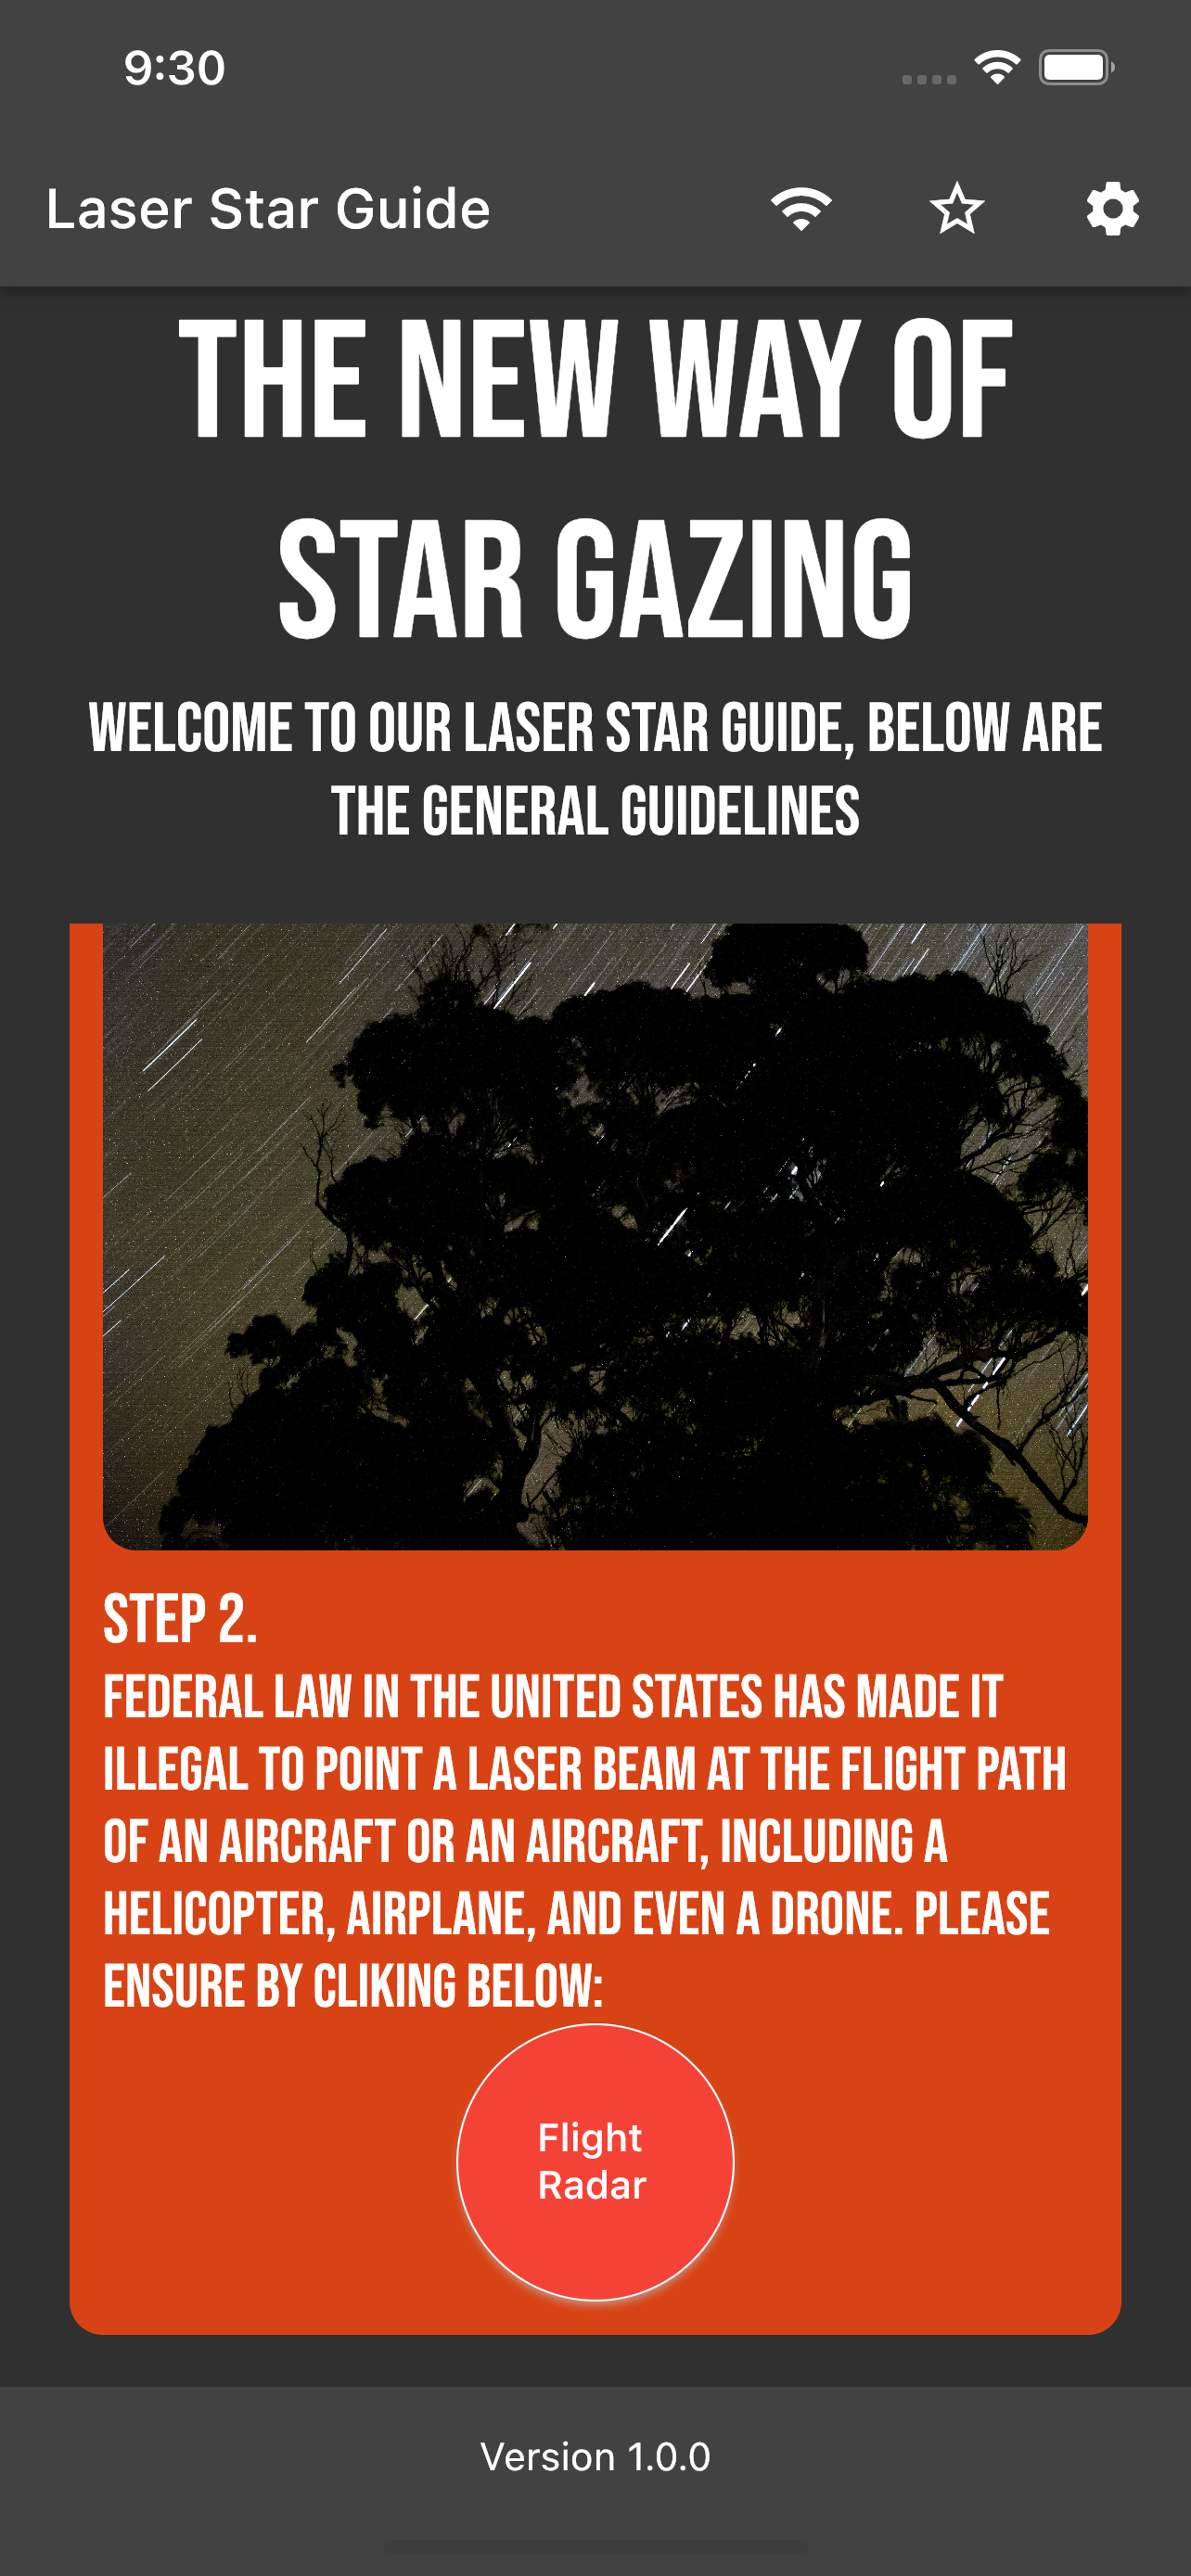 9:30
Laser Star Guide
THE NEW WAY OF
STAR GAZING
WELCOME TO OUR LASER STAR GUIDE, BELOW ARE
THE GENERAL GUIDELINES
STEP 2.
FEDERAL LAW IN THE UNITED STATES HAS MADE IT
ILLEGAL TO POINT A LASER BEAM AT THE FLIGHT PATH
OF AN AIRCRAFT OR AN AIRCRAFT, INCLUDING A
HELICOPTER, AIRPLANE, AND EVEN A DRONE. PLEASE
ENSURE BY CLIKING BELOW:
Flight
Radar
Version 1.0.0